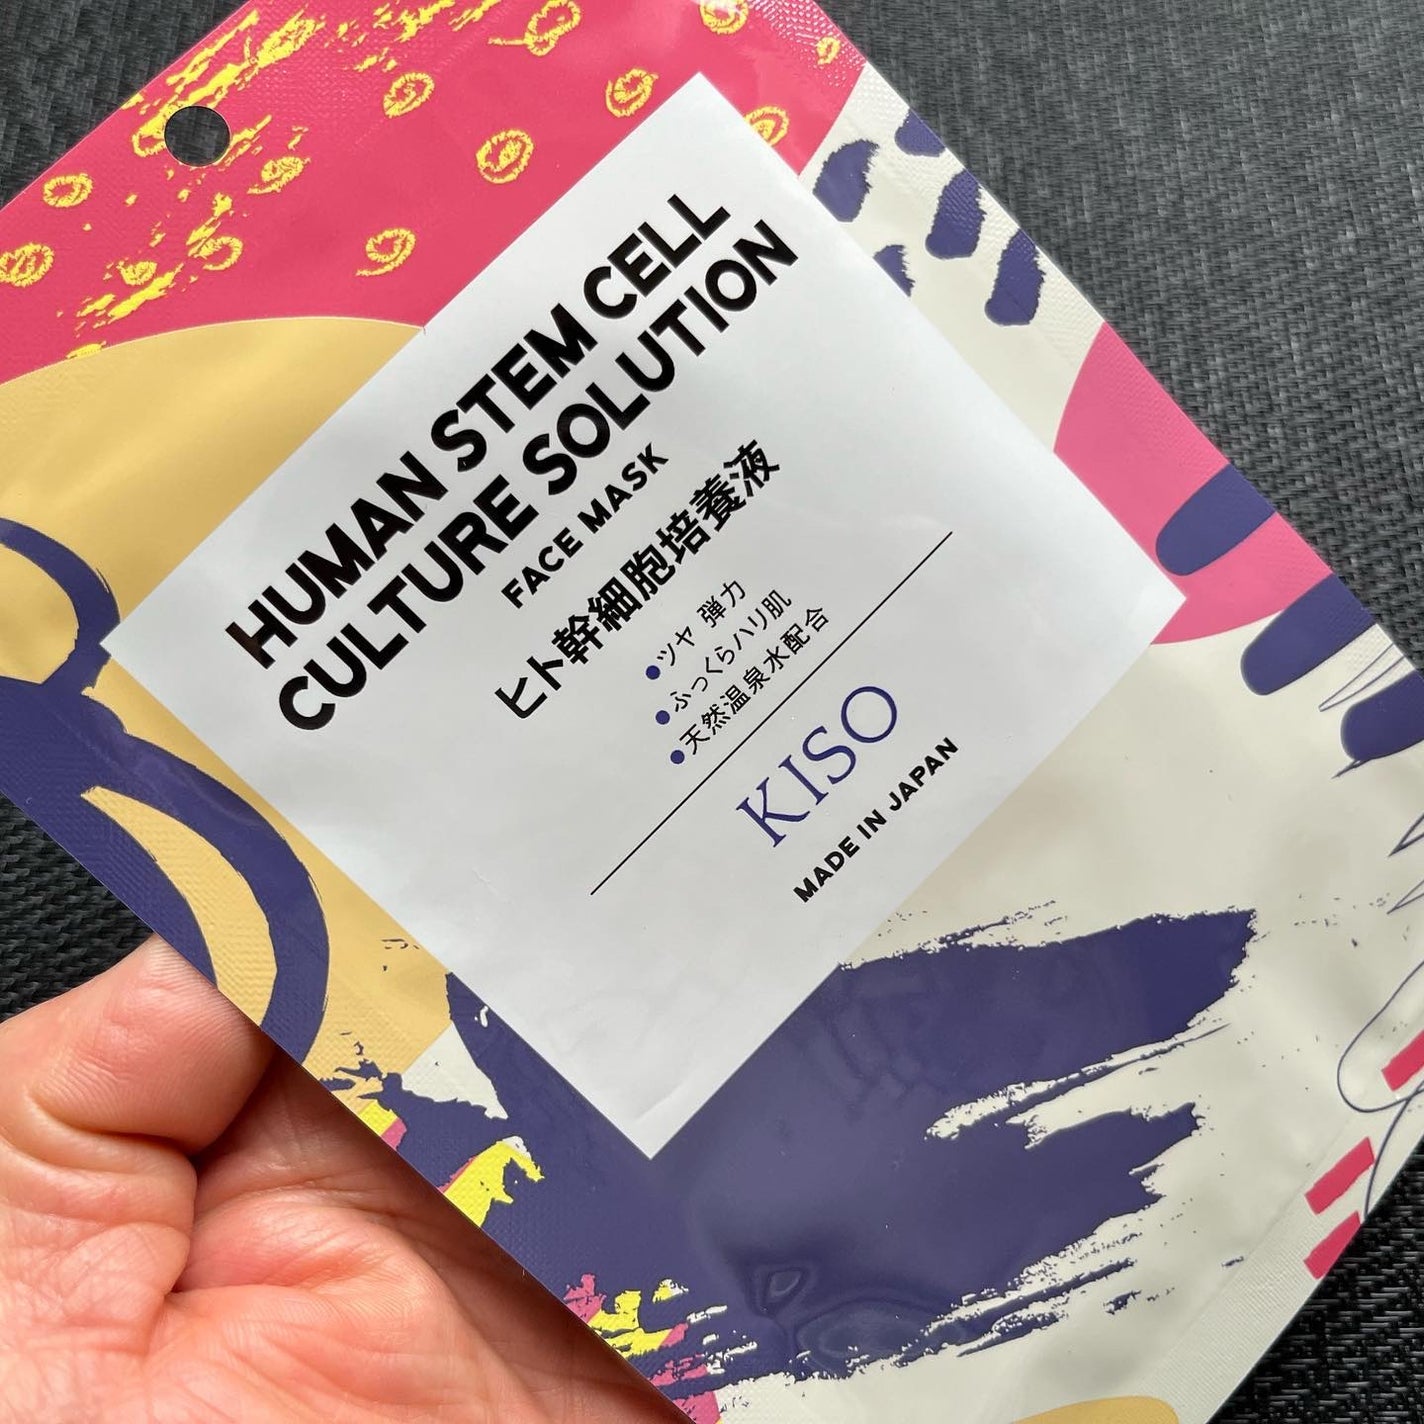 HUMAN STEM CELL
CULTURE SOLUTION
FACE MASK
ヒト幹細胞培養液
●ツヤ 弾力
●ふっくらハリ肌
●天然温泉水配合
KISO
MADE IN JAPAN